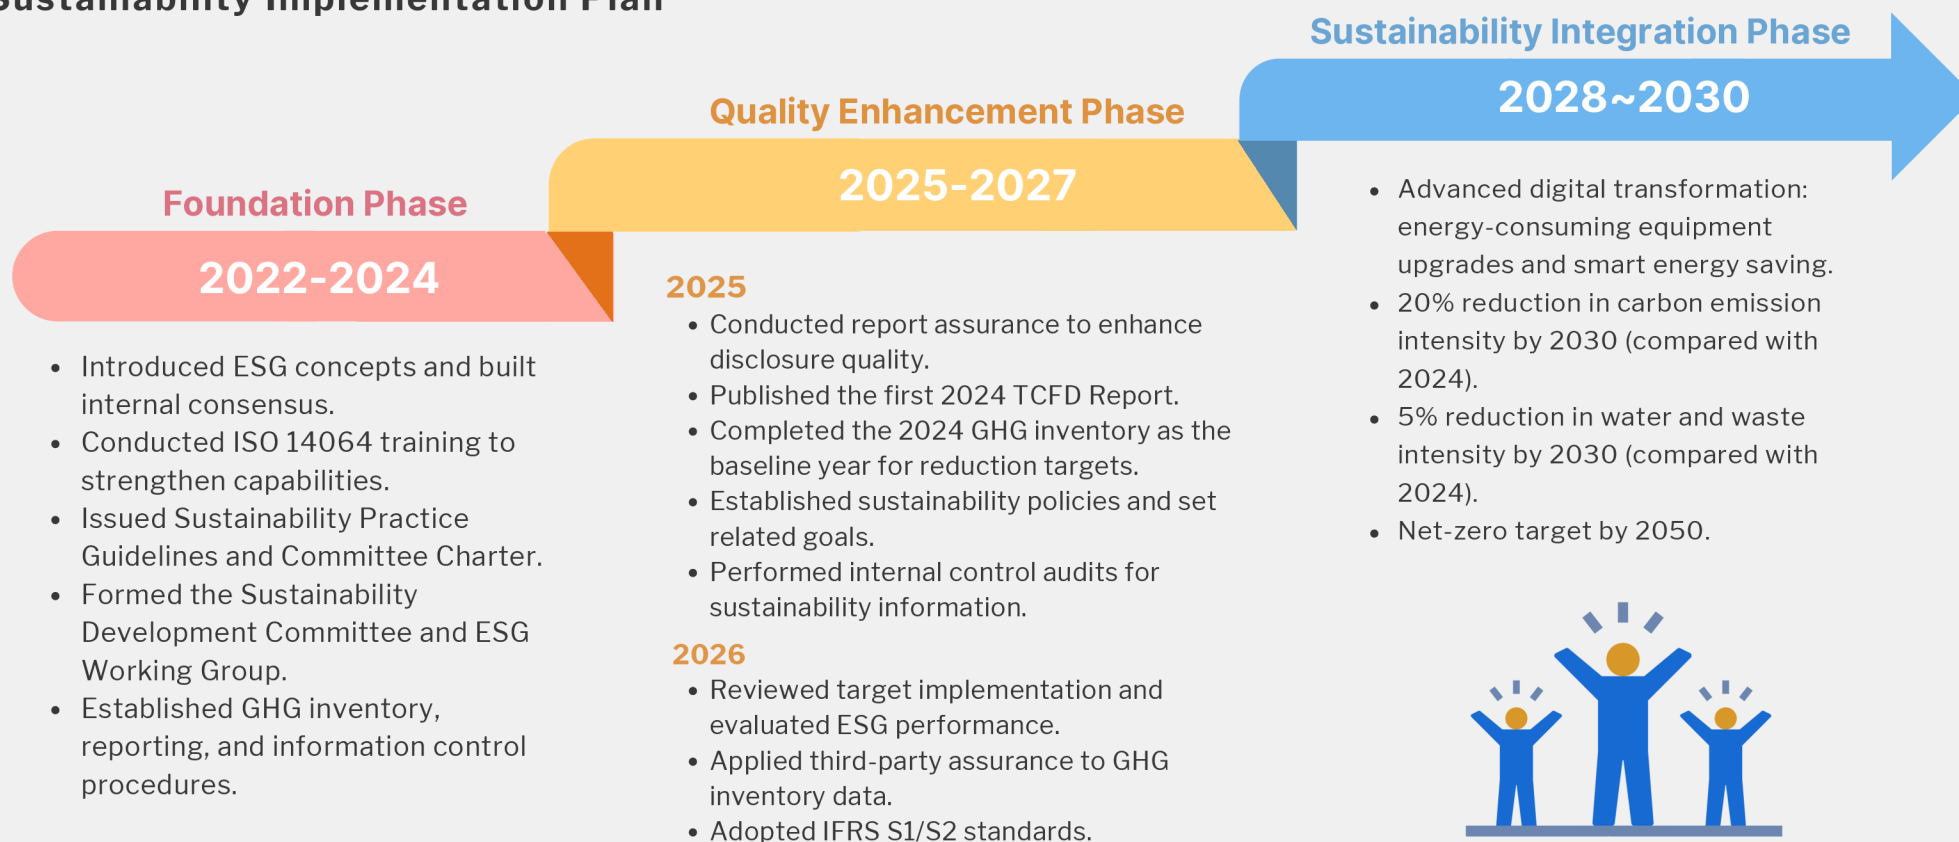 Sustainability Implementation Plan
Foundation Phase
2022-2024
• Introduced ESG concepts and built
internal consensus.
• Conducted ISO 14064 training to
strengthen capabilities.
• Issued Sustainability Practice
Guidelines and Committee Charter.
• Formed the Sustainability
Development Committee and ESG
Working Group.
• Established GHG inventory,
reporting, and information control
procedures.
Quality Enhancement Phase
2025-2027
2025
• Conducted report assurance to enhance
disclosure quality.
• Published the first 2024 TCFD Report.
• Completed the 2024 GHG inventory as the
baseline year for reduction targets.
• Established sustainability policies and set
related goals.
• Performed internal control audits for
sustainability information.
2026
• Reviewed target implementation and
evaluated ESG performance.
• Applied third-party assurance to GHG
inventory data.
• Adopted IFRS S1/S2 standards.
Sustainability Integration Phase
2028~2030
• Advanced digital transformation:
energy-consuming equipment
upgrades and smart energy saving.
• 20% reduction in carbon emission
intensity by 2030 (compared with
2024).
• 5% reduction in water and waste
intensity by 2030 (compared with
2024).
• Net-zero target by 2050.